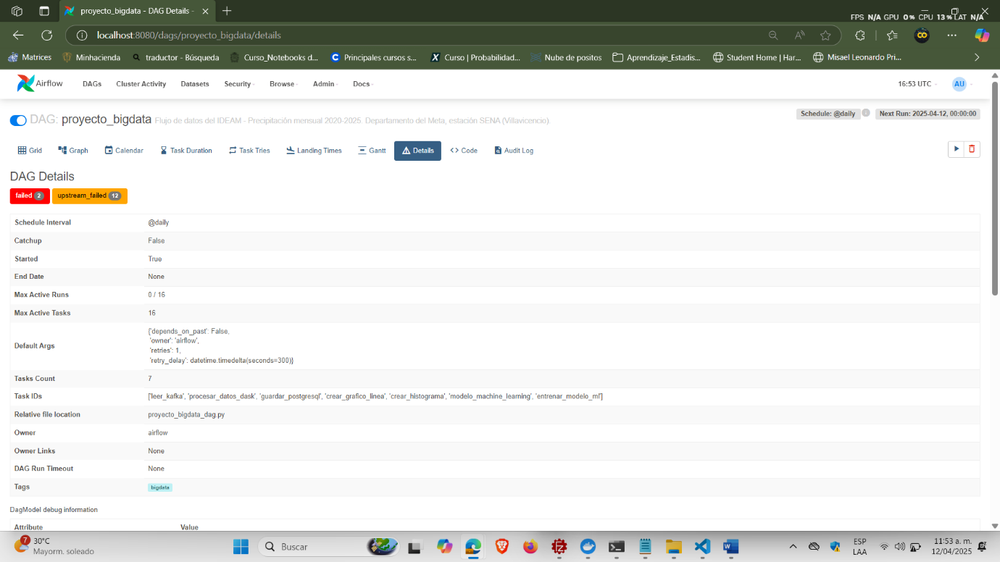 proyecto_bigdata - DAG Details -
FPS N/A GPU 0 % CPU 13 % LAT N/A
localhost:8080/dags/proyecto_bigdata/details
Matrices Minhacienda traductor - Búsqueda Curso_Notebooks d... Principales cursos s... Curso | Probabilidad... Nube de positos Aprendizaje_Estadis... Student Home | Har... Misael Leonardo Pri...
Airflow DAGs Cluster Activity Datasets Security Browse Admin Docs 16:53 UTC AU
DAG: proyecto_bigdata Flujo de datos del IDEAM - Precipitación mensual 2020-2025. Departamento del Meta, estación SENA (Villavicencio). Schedule: @daily Next Run: 2025-04-12, 00:00:00
Grid Graph Calendar Task Duration Task Tries Landing Times Gantt Details Code Audit Log
DAG Details
failed 2 upstream_failed 12
Schedule Interval @daily
Catchup False
Started True
End Date None
Max Active Runs 0 / 16
Max Active Tasks 16
Default Args {'depends_on_past': False,
'owner': 'airflow',
'retries': 1,
'retry_delay': datetime.timedelta(seconds=300)}
Tasks Count 7
Task IDs ['leer_kafka', 'procesar_datos_dask', 'guardar_postgresql', 'crear_grafico_linea', 'crear_histograma', 'modelo_machine_learning', 'entrenar_modelo_ml']
Relative file location proyecto_bigdata_dag.py
Owner airflow
Owner Links None
DAG Run Timeout None
Tags bigdata
DagModel debug information
Attribute Value
7 30°C
Mayorm. soleado
Buscar
ESP
LAA
11:53 a. m.
12/04/2025